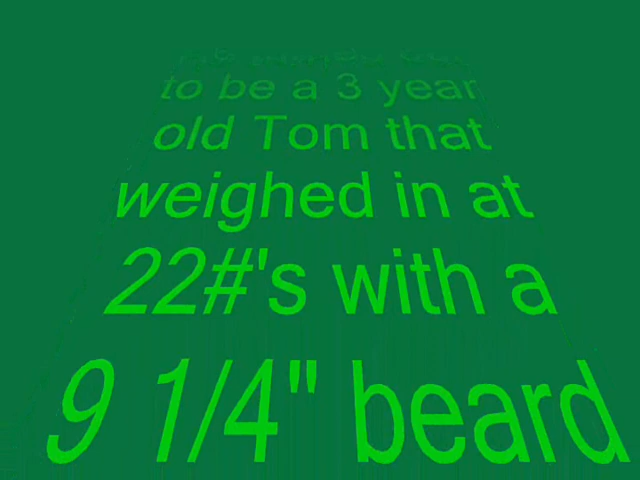 to be a 3 year
old Tom that
weighed in at
22#'s with a
9 1/4" beard